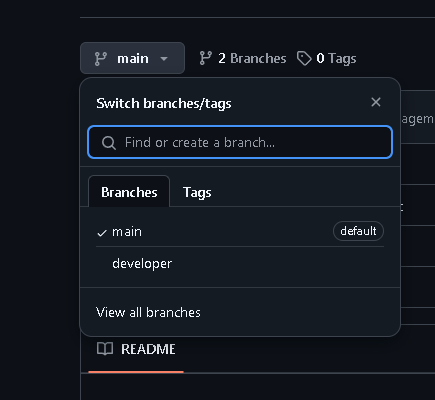 main 2 Branches 0 Tags
Switch branches/tags
Find or create a branch...
Branches Tags
main default
developer
View all branches
README